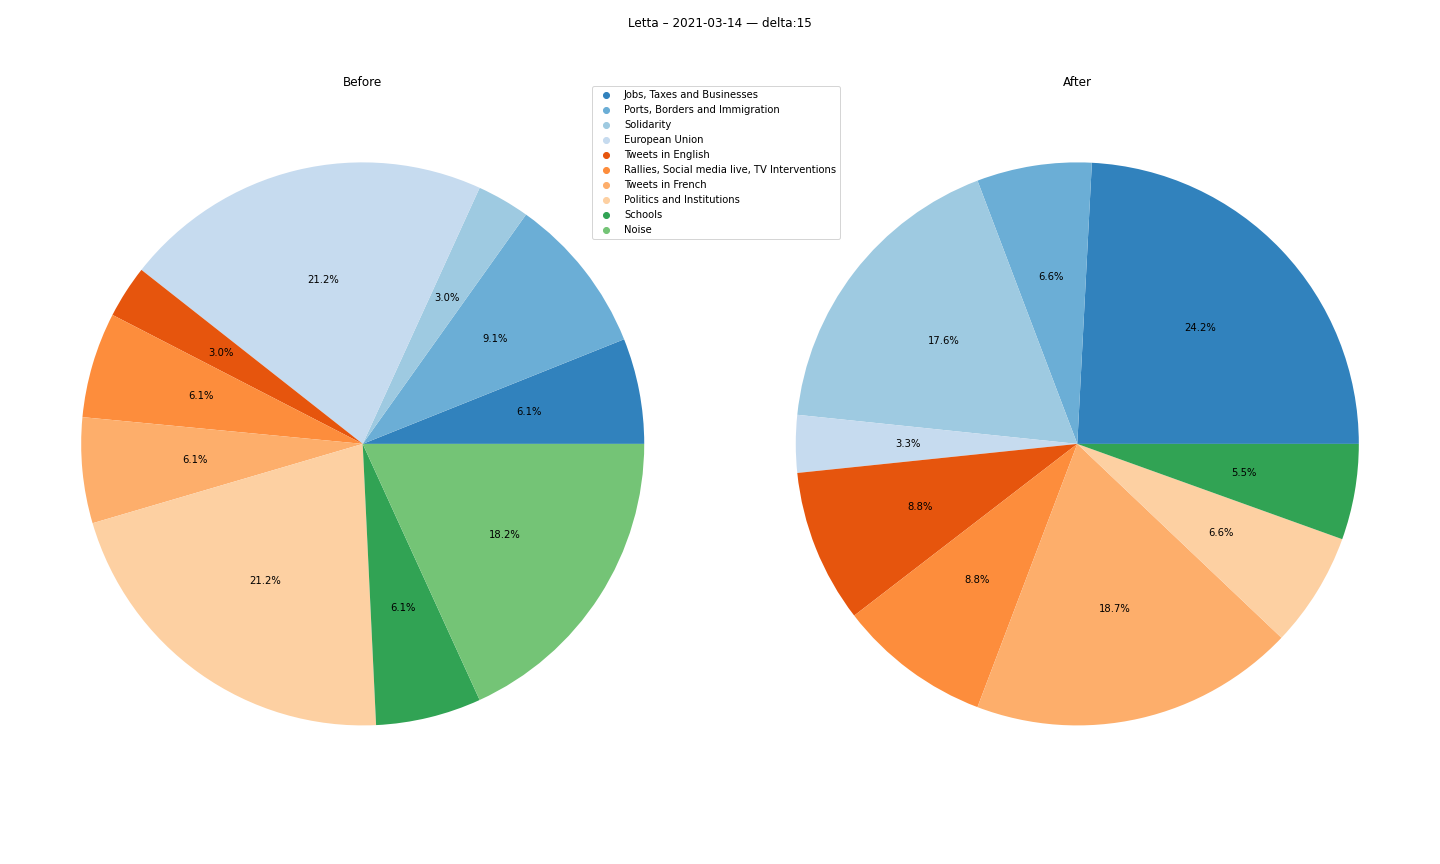 Letta – 2021-03-14 — delta:15
Before
After
Jobs, Taxes and Businesses
Ports, Borders and Immigration
Solidarity
European Union
Tweets in English
Rallies, Social media live, TV Interventions
Tweets in French
Politics and Institutions
Schools
Noise
6.1%
9.1%
3.0%
21.2%
3.0%
6.1%
6.1%
21.2%
6.1%
18.2%
24.2%
6.6%
17.6%
3.3%
8.8%
8.8%
18.7%
6.6%
5.5%